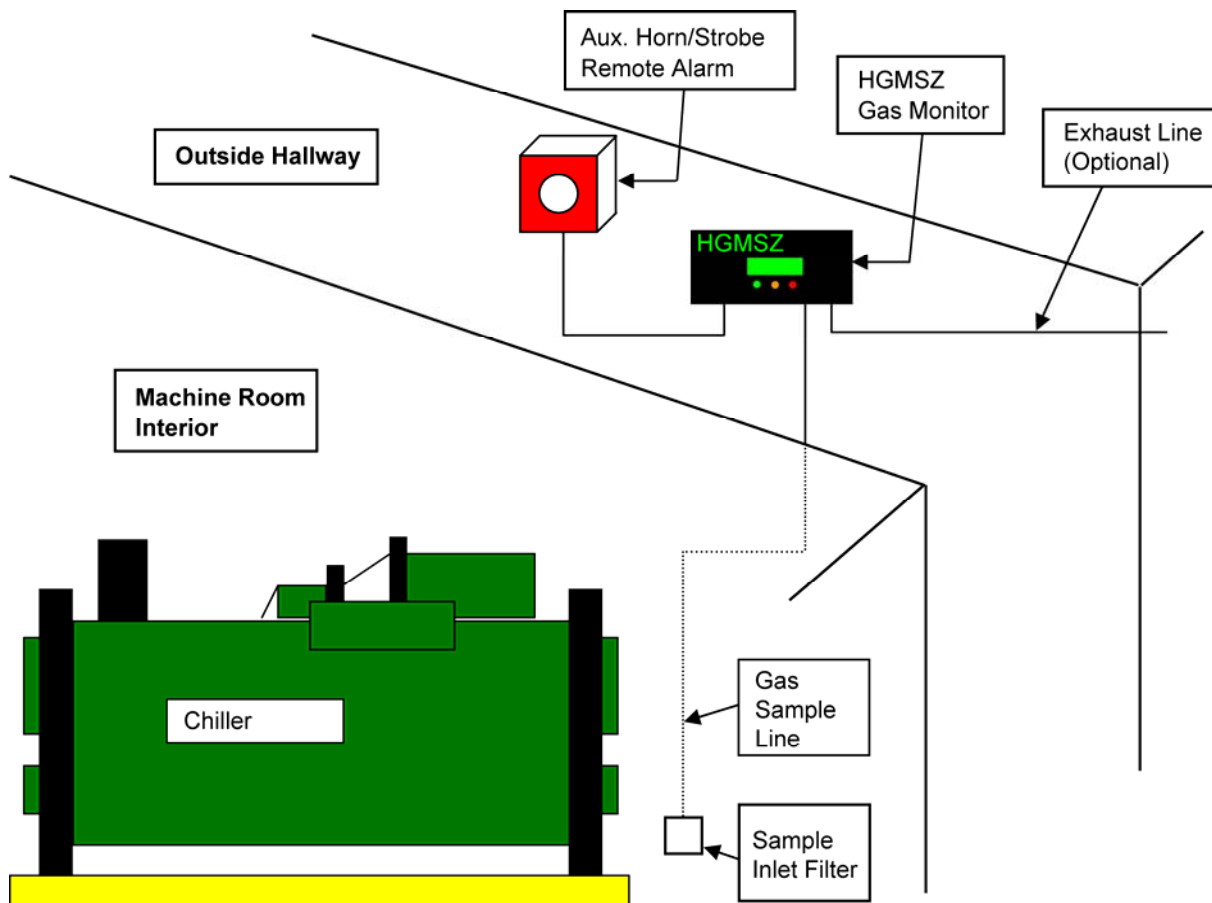 Aux. Horn/Strobe
Remote Alarm
HGMSZ
Gas Monitor
Exhaust Line
(Optional)
Outside Hallway
HGMSZ
Machine Room
Interior
Chiller
Gas
Sample
Line
Sample
Inlet Filter